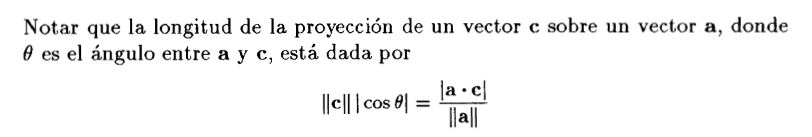 Notar que la longitud de la proyección de un vector c sobre un vector a, donde
θ es el ángulo entre a y c, está dada por
‖c‖ | cos θ| = |a • c| / ‖a‖